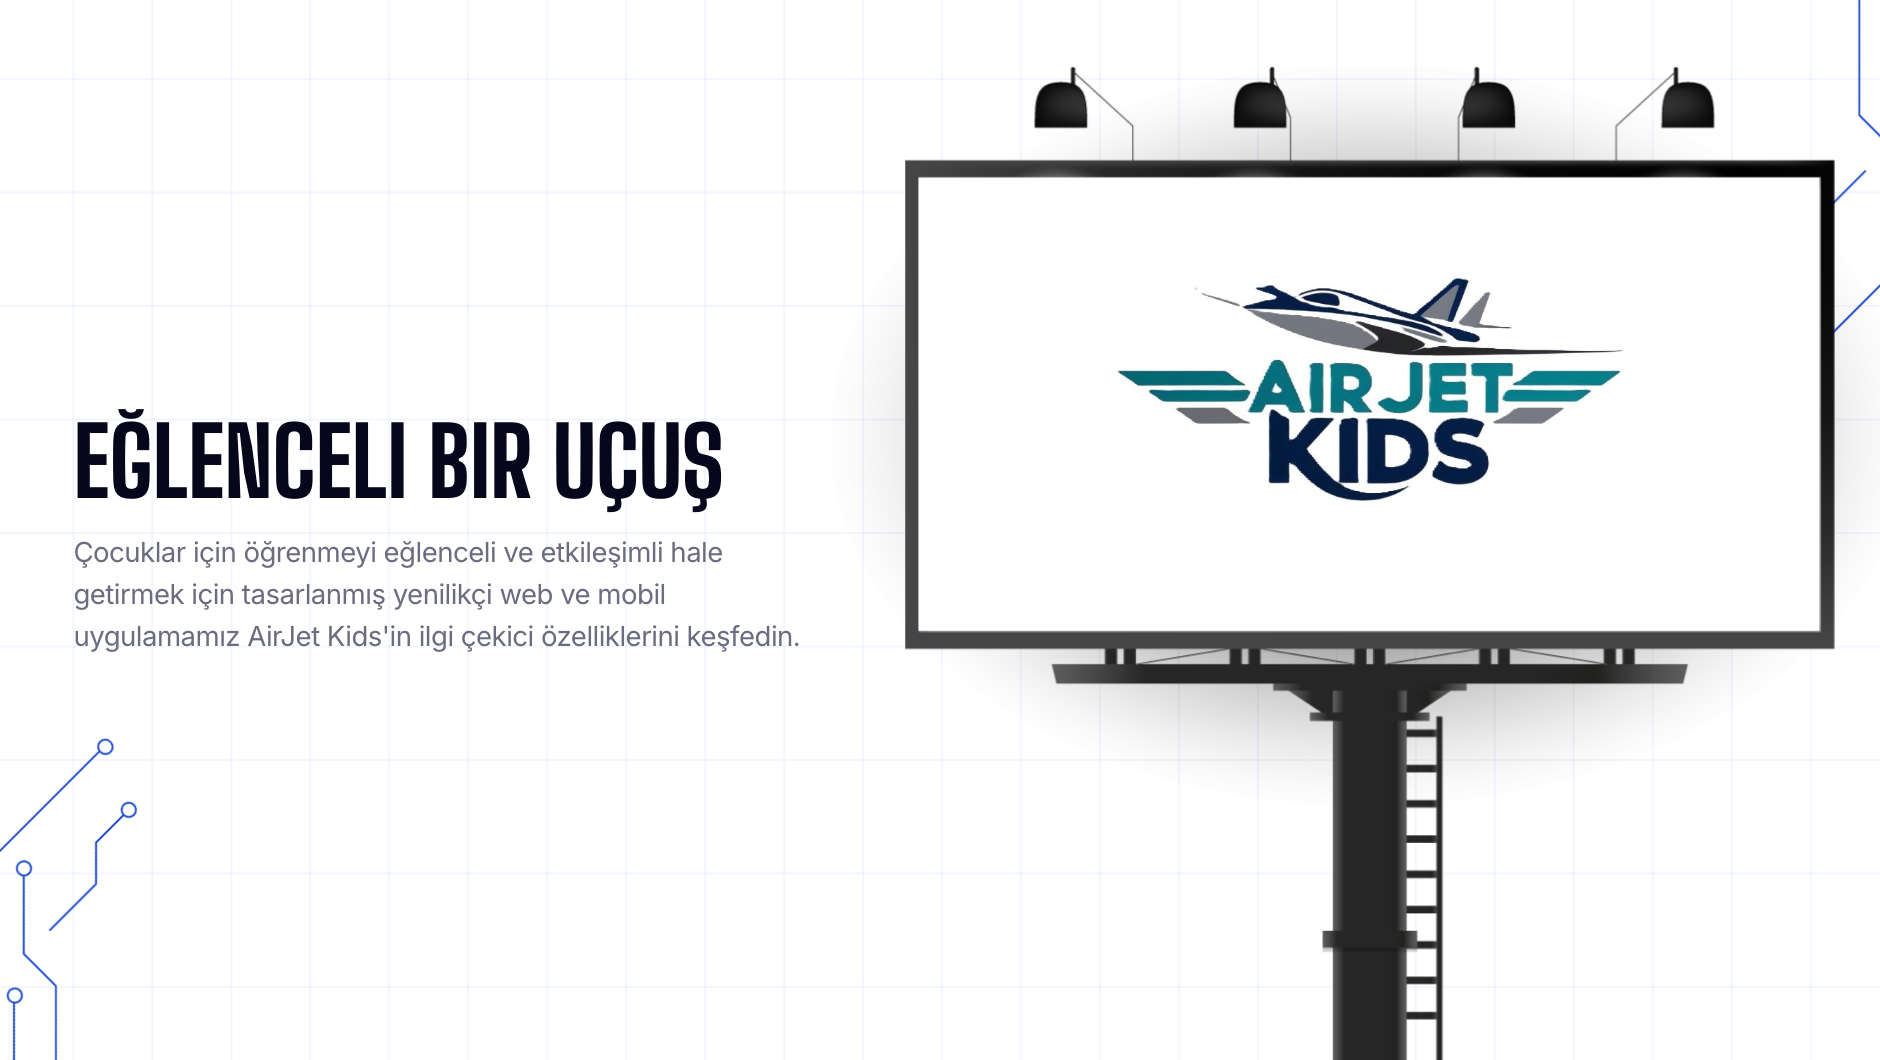 EĞLENCELI BIR UÇUŞ
Çocuklar için öğrenmeyi eğlenceli ve etkileşimli hale
getirmek için tasarlanmış yenilikçi web ve mobil
uygulamamız AirJet Kids'in ilgi çekici özelliklerini keşfedin.
AIRJET
KIDS